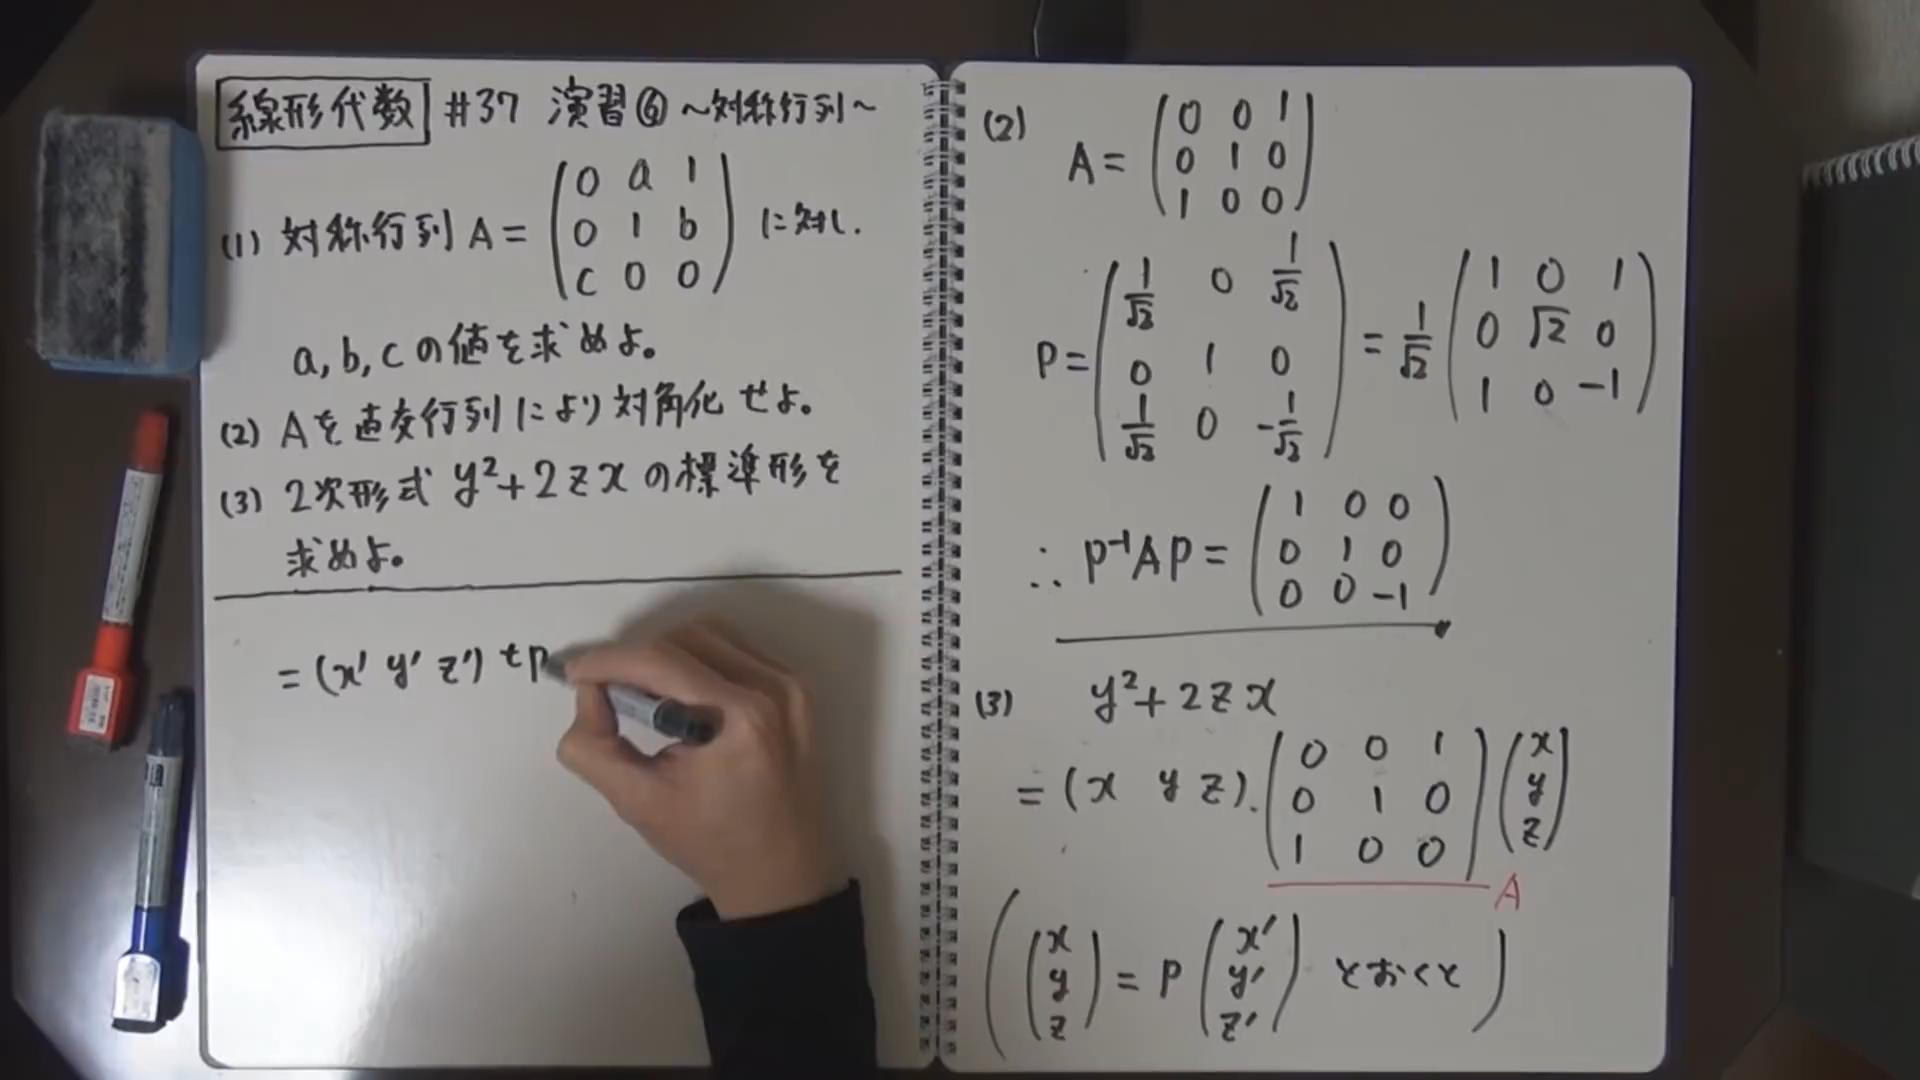 線形代数 #37 演習⑥ ~対称行列~
(1) 対称行列 A = (0 a 1
0 1 b
c 0 0) に対し.
a, b, c の値を求めよ。
(2) Aを直交行列により対角化せよ。
(3) 2次形式 y²+2zxの標準形を
求めよ。
= (x' y' z') tP
(2) A = (0 0 1
0 1 0
1 0 0)
P = (1/√2 0 1/√2
0 1 0
1/√2 0 -1/√2) = 1/√2 (1 0 1
0 √2 0
1 0 -1)
∴ P⁻¹AP = (1 0 0
0 1 0
0 0 -1)
(3) y²+2zx
= (x y z). (0 0 1
0 1 0
1 0 0) (x
y
z)
A
( (x
y
z) = P (x'
y'
z') とおくと )